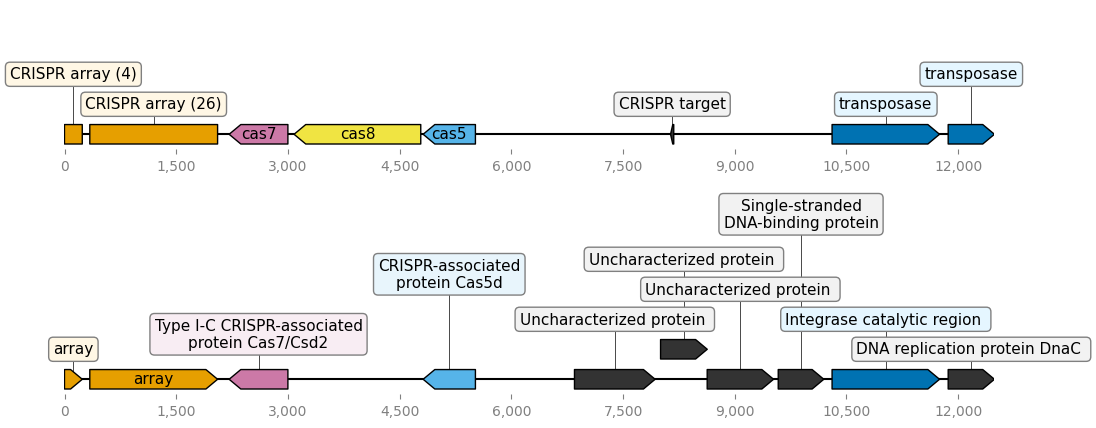 CRISPR array (4)
transposase
CRISPR array (26)
CRISPR target
transposase
cas7
cas8
cas5
0
1,500
3,000
4,500
6,000
7,500
9,000
10,500
12,000
Single-stranded
DNA-binding protein
Uncharacterized protein
CRISPR-associated
protein Cas5d
Uncharacterized protein
Uncharacterized protein
Integrase catalytic region
Type I-C CRISPR-associated
protein Cas7/Csd2
array
DNA replication protein DnaC
array
0
1,500
3,000
4,500
6,000
7,500
9,000
10,500
12,000